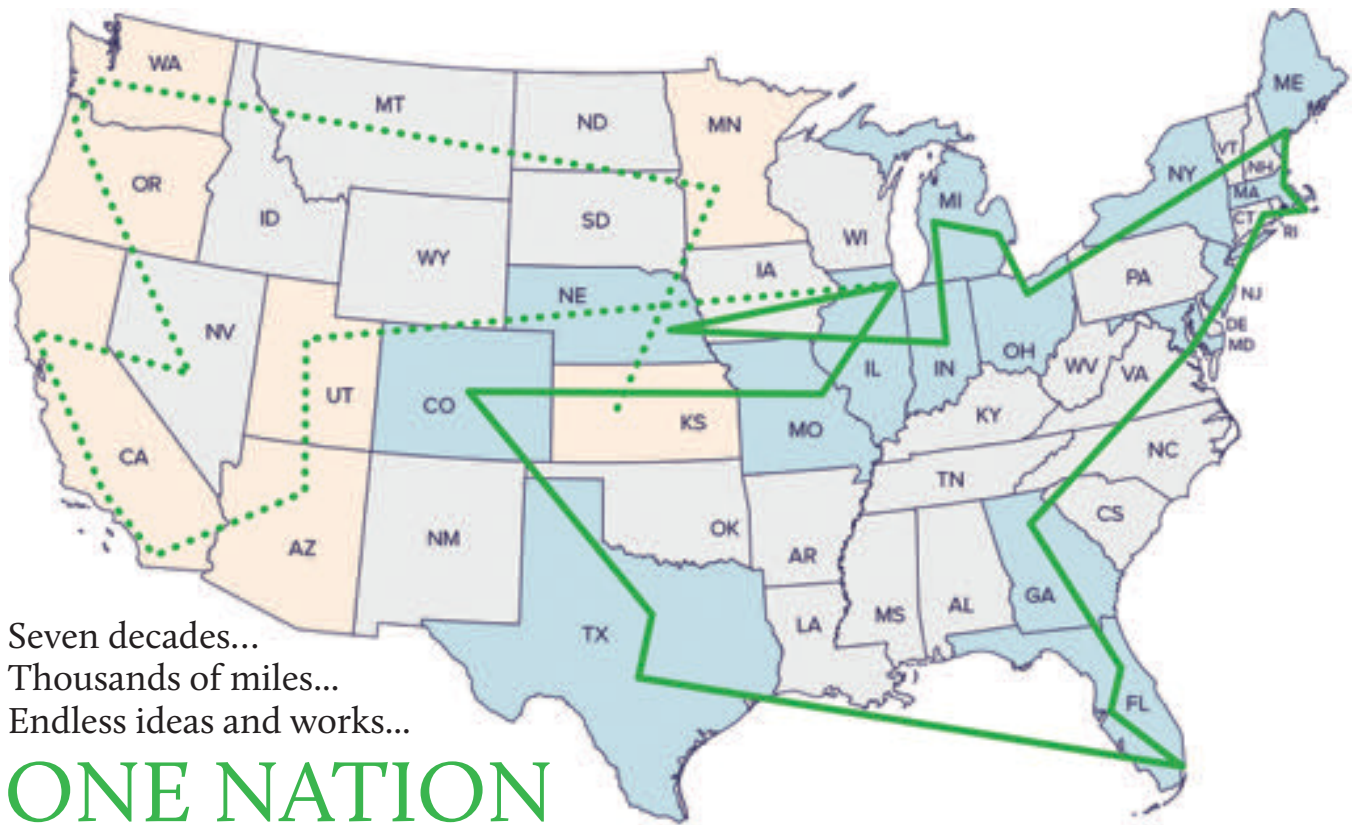 WA
MT
ND
MN
ME
VT
NH
NY
MA
CT
RI
OR
ID
SD
WI
MI
WY
IA
PA
NE
NJ
NV
DE
MD
OH
IL
IN
WV
VA
UT
CO
KS
MO
KY
CA
NC
TN
CS
AZ
NM
OK
AR
GA
MS
AL
LA
TX
FL
Seven decades...
Thousands of miles...
Endless ideas and works...
ONE NATION